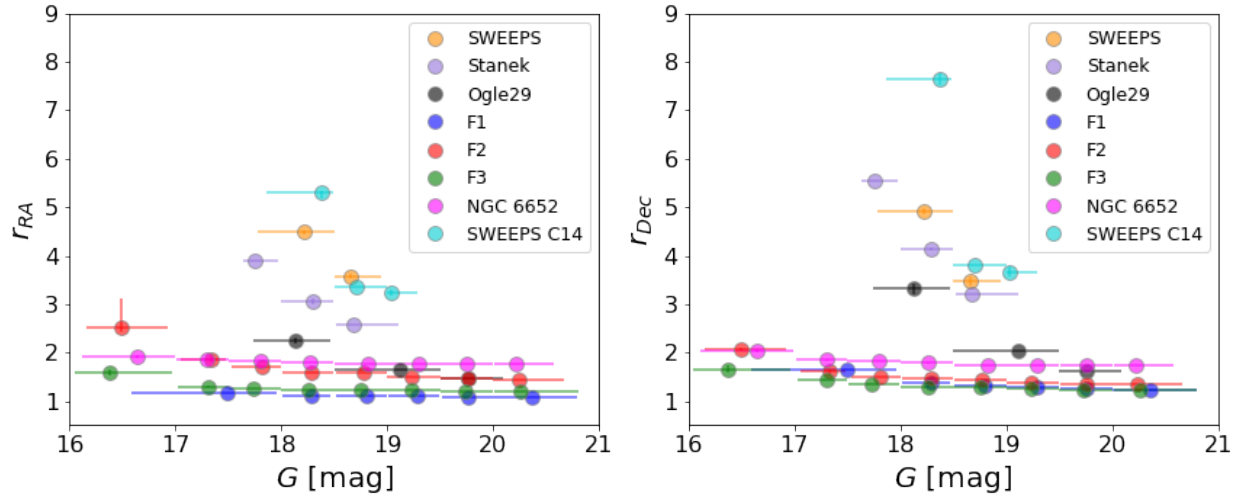 9
8
7
6
5
4
3
2
1
r_RA
16 17 18 19 20 21
G [mag]
SWEEPS
Stanek
Ogle29
F1
F2
F3
NGC 6652
SWEEPS C14
9
8
7
6
5
4
3
2
1
r_Dec
16 17 18 19 20 21
G [mag]
SWEEPS
Stanek
Ogle29
F1
F2
F3
NGC 6652
SWEEPS C14